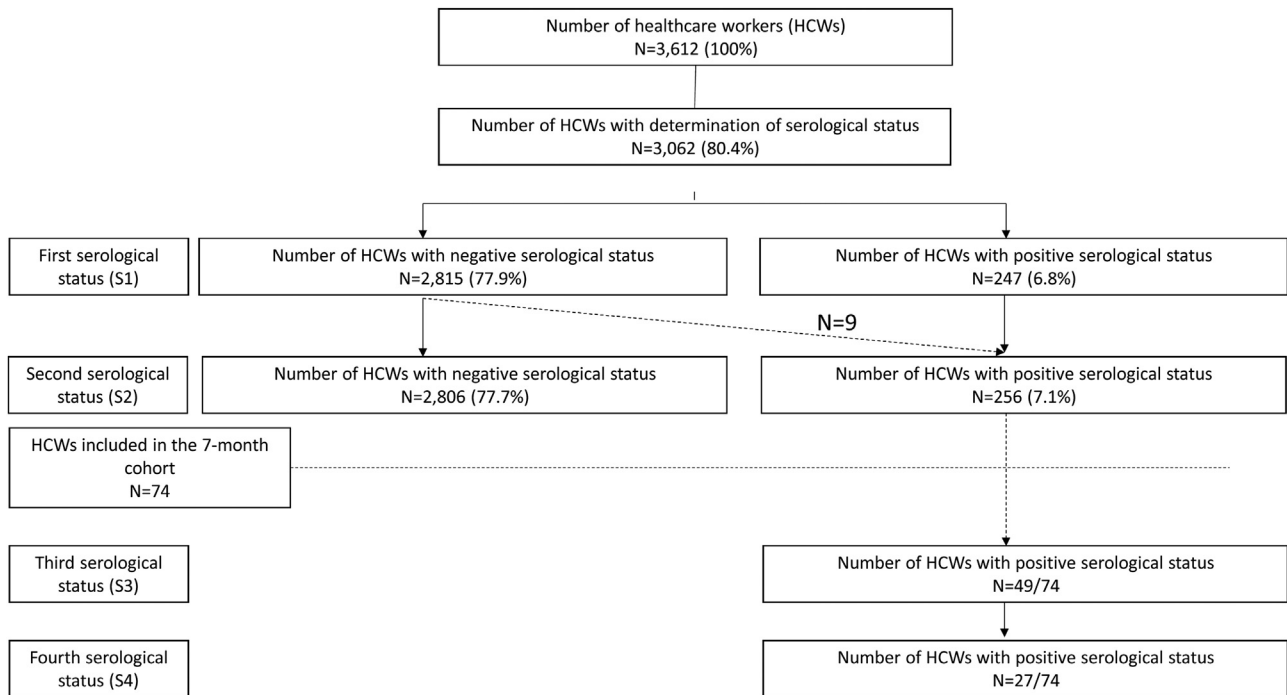 Number of healthcare workers (HCWs)
N=3,612 (100%)
Number of HCWs with determination of serological status
N=3,062 (80.4%)
First serological
status (S1)
Number of HCWs with negative serological status
N=2,815 (77.9%)
Number of HCWs with positive serological status
N=247 (6.8%)
N=9
Second serological
status (S2)
Number of HCWs with negative serological status
N=2,806 (77.7%)
Number of HCWs with positive serological status
N=256 (7.1%)
HCWs included in the 7-month
cohort
N=74
Third serological
status (S3)
Number of HCWs with positive serological status
N=49/74
Fourth serological
status (S4)
Number of HCWs with positive serological status
N=27/74